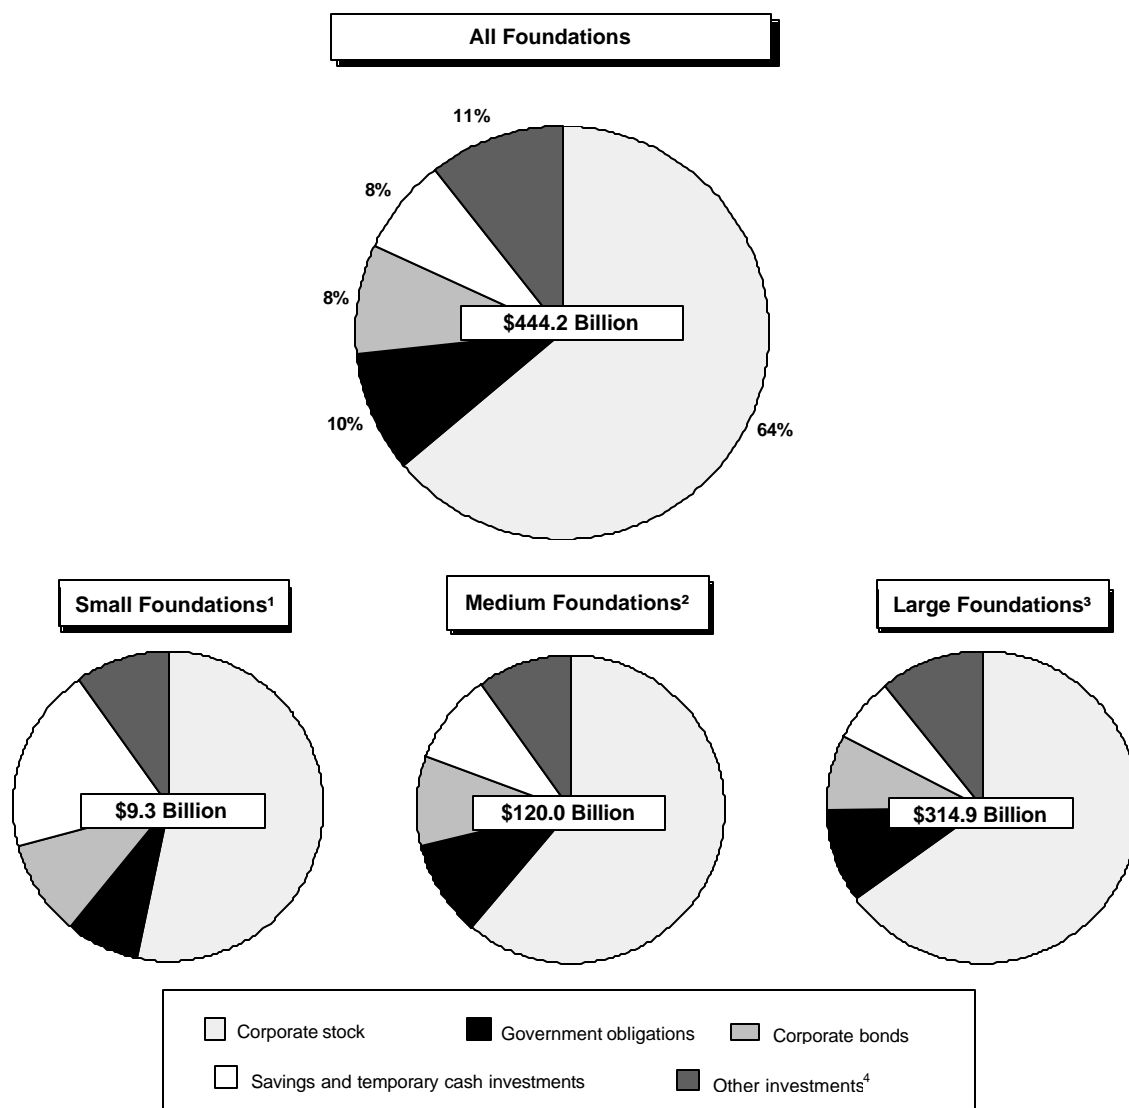 All Foundations
11%
8%
8%
$444.2 Billion
10%
64%
Small Foundations¹
Medium Foundations²
Large Foundations³
$9.3 Billion
$120.0 Billion
$314.9 Billion
Corporate stock
Government obligations
Corporate bonds
Savings and temporary cash investments
Other investments⁴